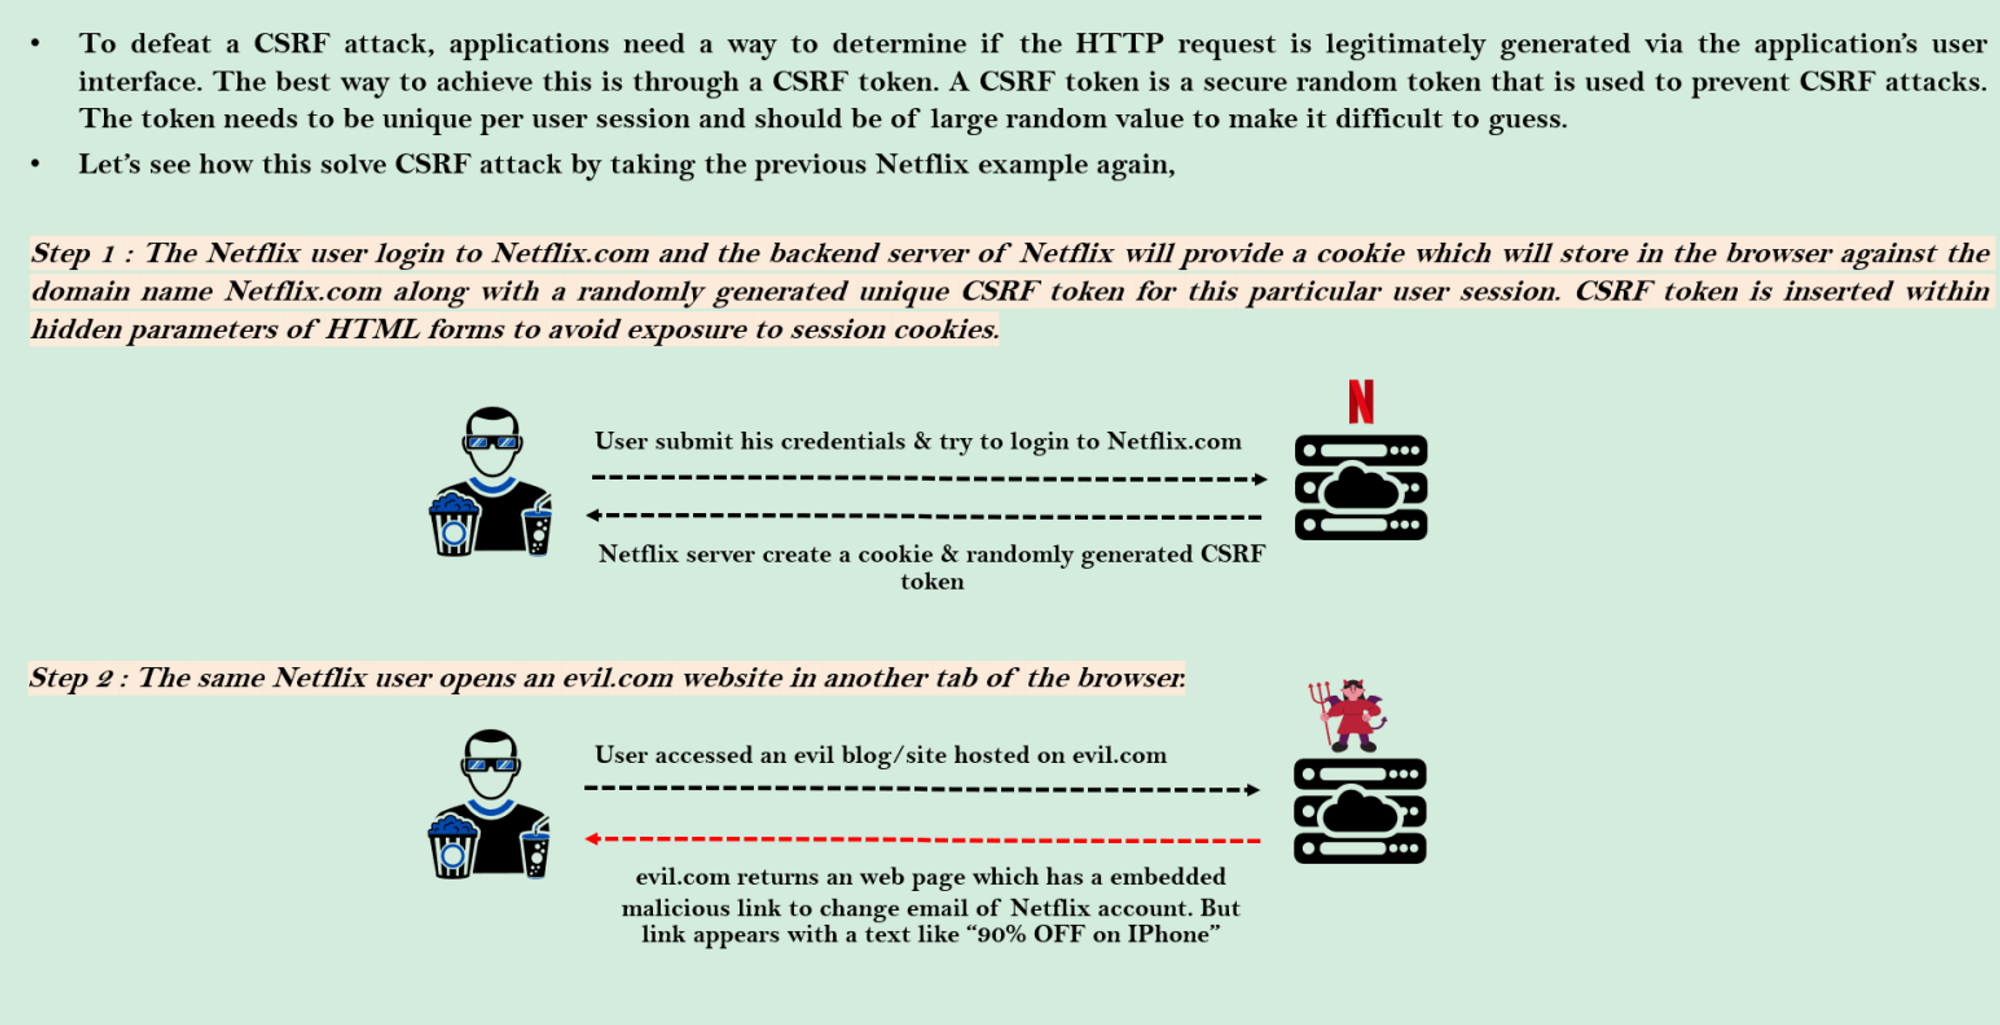 • To defeat a CSRF attack, applications need a way to determine if the HTTP request is legitimately generated via the application’s user
interface. The best way to achieve this is through a CSRF token. A CSRF token is a secure random token that is used to prevent CSRF attacks.
The token needs to be unique per user session and should be of large random value to make it difficult to guess.
• Let’s see how this solve CSRF attack by taking the previous Netflix example again,
Step 1 : The Netflix user login to Netflix.com and the backend server of Netflix will provide a cookie which will store in the browser against the
domain name Netflix.com along with a randomly generated unique CSRF token for this particular user session. CSRF token is inserted within
hidden parameters of HTML forms to avoid exposure to session cookies.
N
User submit his credentials & try to login to Netflix.com
Netflix server create a cookie & randomly generated CSRF
token
Step 2 : The same Netflix user opens an evil.com website in another tab of the browser.
User accessed an evil blog/site hosted on evil.com
evil.com returns an web page which has a embedded
malicious link to change email of Netflix account. But
link appears with a text like “90% OFF on IPhone”